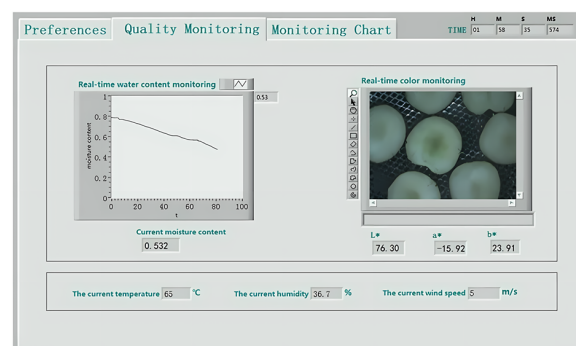 Preferences Quality Monitoring Monitoring Chart
H M S MS
TIME 01 58 35 574
Real-time water content monitoring
0.53
1
0.8
0.6
0.4
0.2
0
moisture content
0 20 40 60 80 100
t
Current moisture content
0.532
Real-time color monitoring
L* a* b*
76.30 -15.92 23.91
The current temperature 65 °C The current humidity 36.7 % The current wind speed 5 m/s